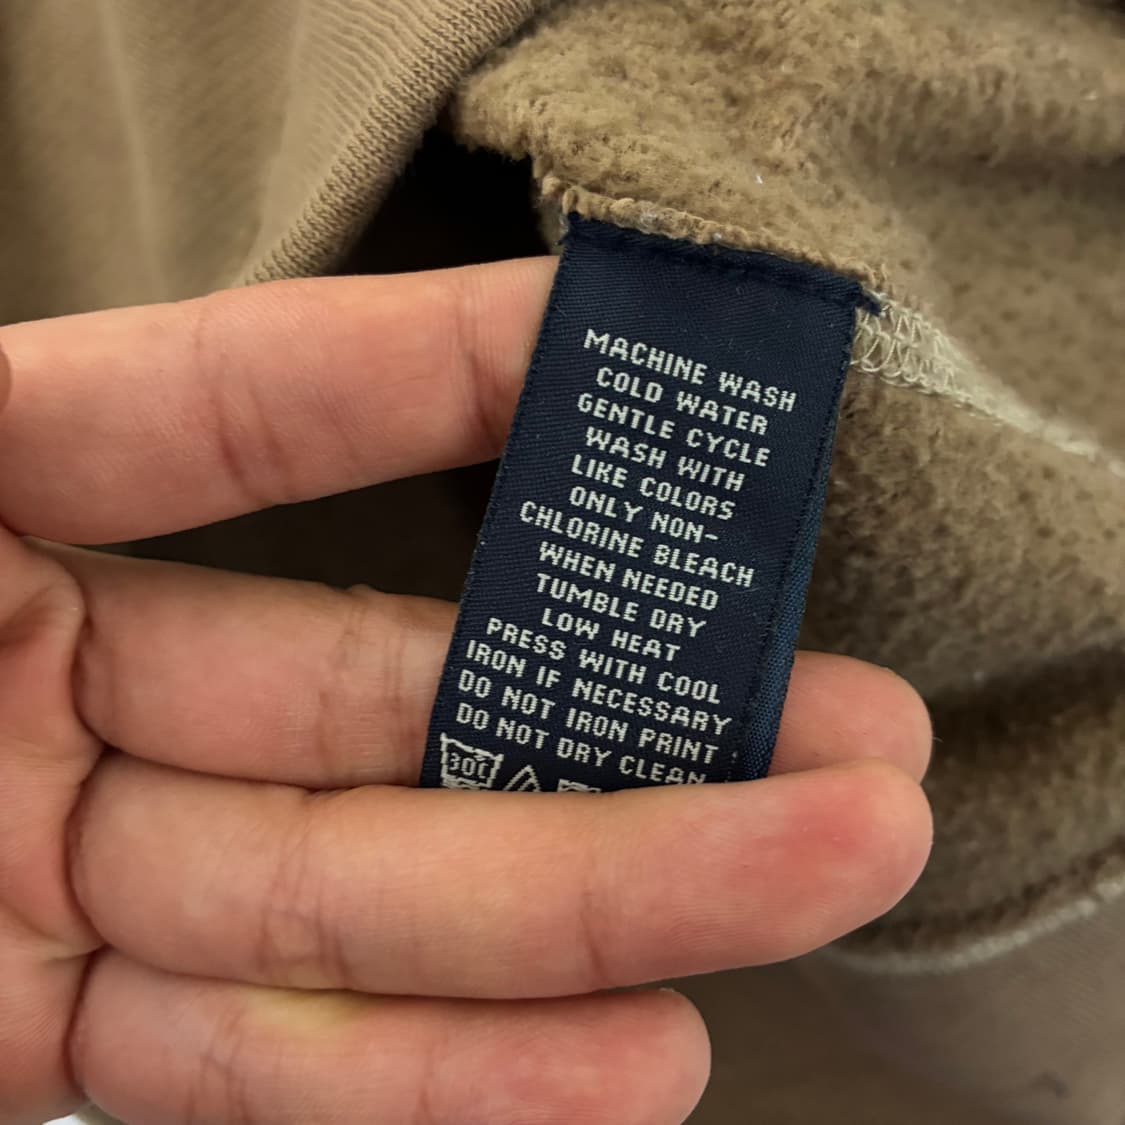 MACHINE WASH
COLD WATER
GENTLE CYCLE
WASH WITH
LIKE COLORS
ONLY NON-
CHLORINE BLEACH
WHEN NEEDED
TUMBLE DRY
LOW HEAT
PRESS WITH COOL
IRON IF NECESSARY
DO NOT IRON PRINT
DO NOT DRY CLEAN